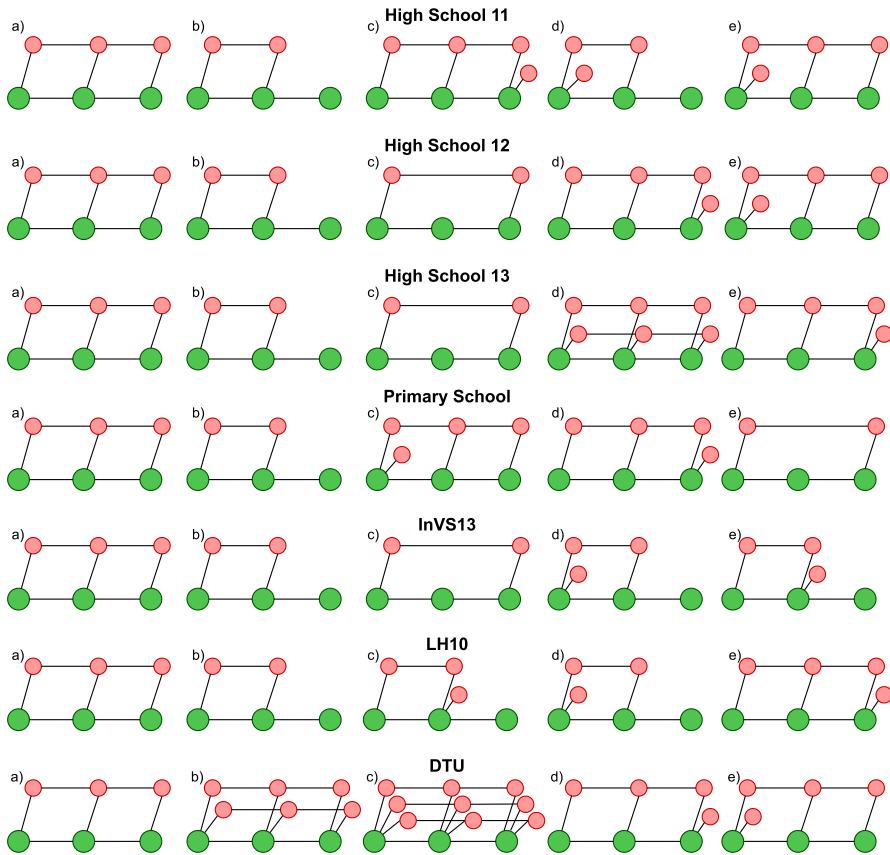 High School 11
a) b) c) d) e)
High School 12
a) b) c) d) e)
High School 13
a) b) c) d) e)
Primary School
a) b) c) d) e)
InVS13
a) b) c) d) e)
LH10
a) b) c) d) e)
DTU
a) b) c) d) e)